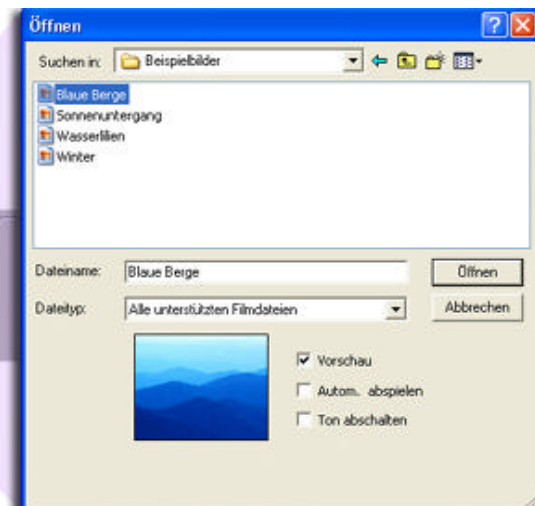 Öffnen
Suchen in: Beispielbilder
Blaue Berge
Sonnenuntergang
Wasserlilien
Winter
Dateiname: Blaue Berge Öffnen
Dateityp: Alle unterstützten Filmdateien Abbrechen
Vorschau
Autom. abspielen
Ton abschalten